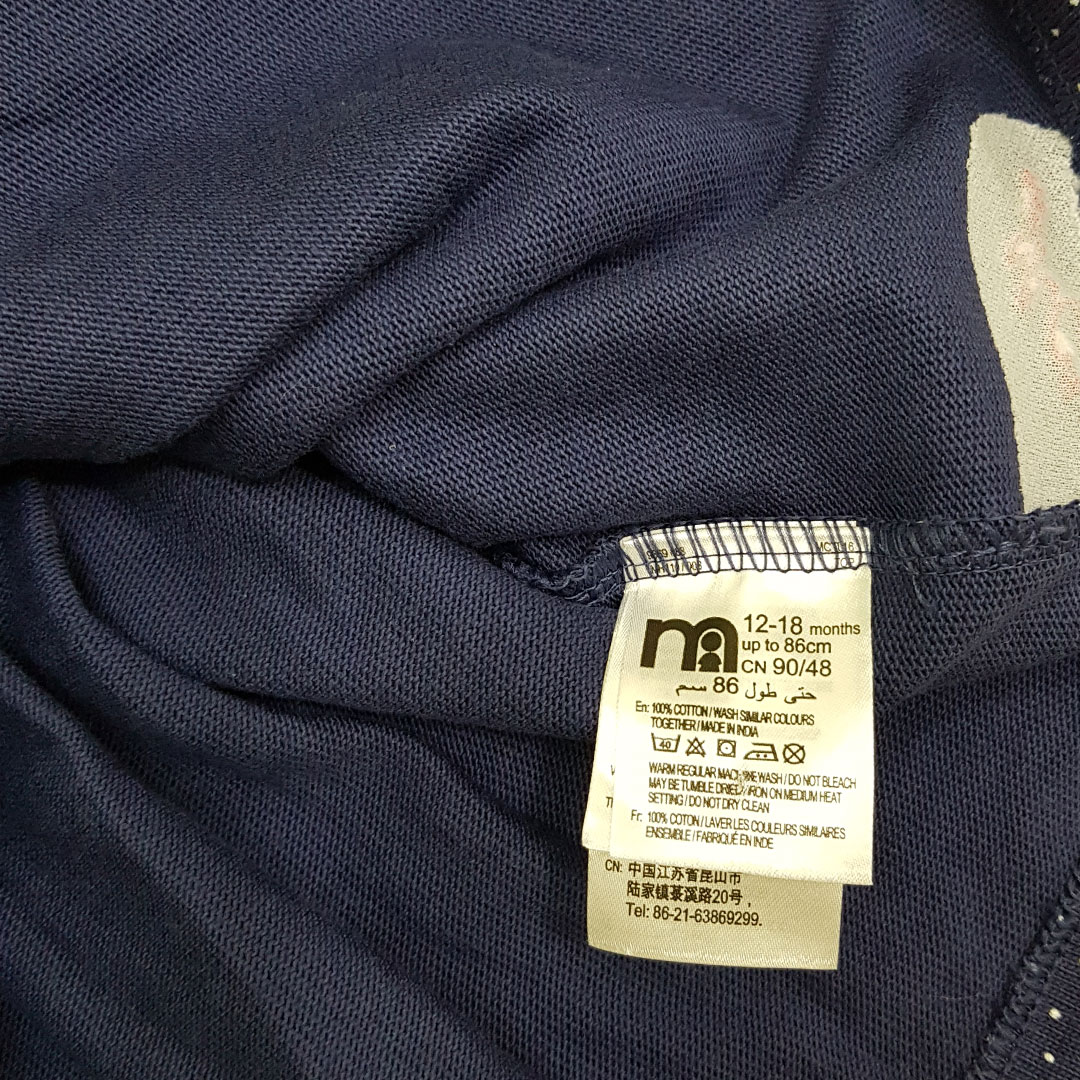 12-18 months
up to 86cm
CN 90/48
حتى طول 86 سم
En: 100% COTTON / WASH SIMILAR COLOURS
TOGETHER / MADE IN INDIA
40
WARM REGULAR MACHINE WASH / DO NOT BLEACH
MAY BE TUMBLE DRIED / IRON ON MEDIUM HEAT
SETTING / DO NOT DRY CLEAN
Fr: 100% COTON / LAVER LES COULEURS SIMILAIRES
ENSEMBLE / FABRIQUÉ EN INDE
CN: 中国江苏省昆山市
陆家镇菉溪路20号，
Tel: 86-21-63869299.